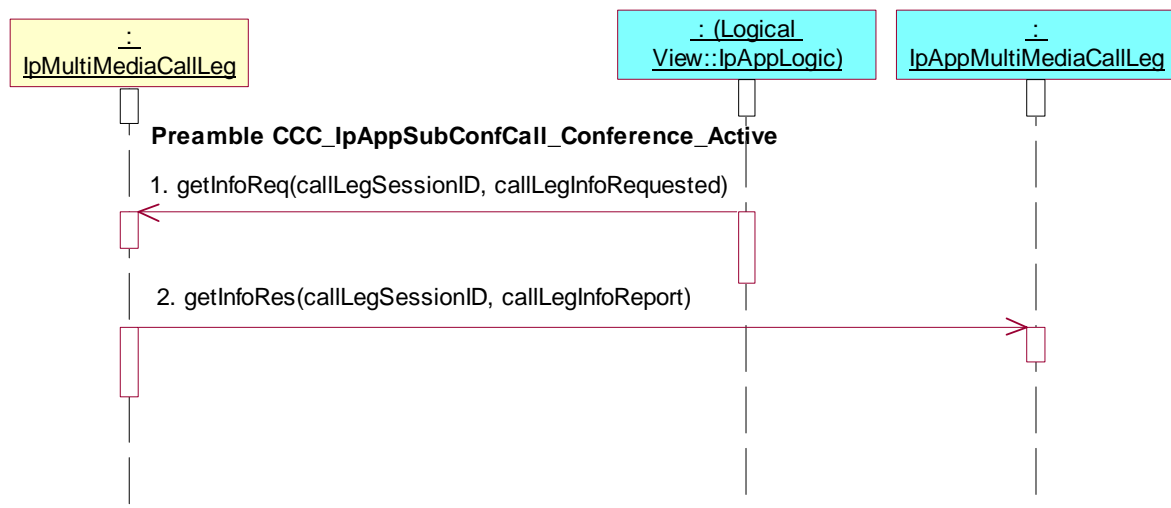 :
IpMultiMediaCallLeg
: (Logical
View::IpAppLogic)
:
IpAppMultiMediaCallLeg
Preamble CCC_IpAppSubConfCall_Conference_Active
1. getInfoReq(callLegSessionID, callLegInfoRequested)
2. getInfoRes(callLegSessionID, callLegInfoReport)